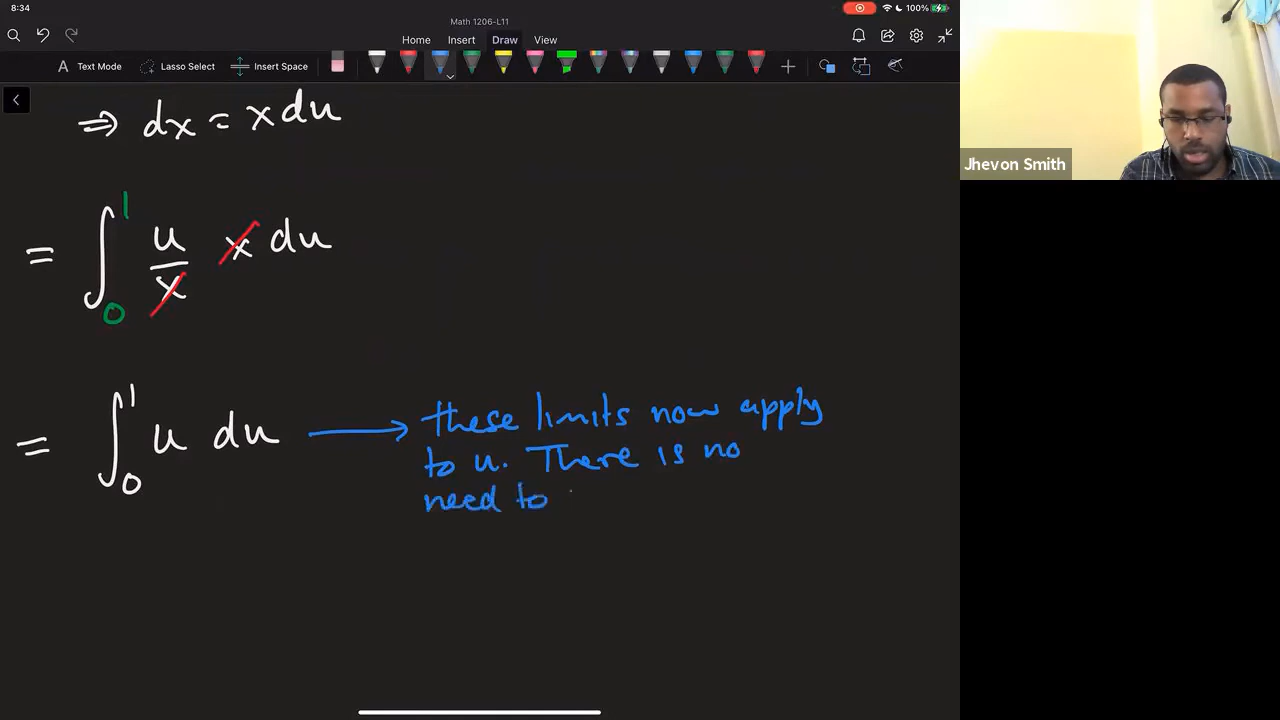 8:34
100%
Math 1206-L11
Home Insert Draw View
Text Mode Lasso Select Insert Space
⇒ dx = x du
= ∫₀¹ u/x x du
= ∫₀¹ u du → these limits now apply
to u. There is no
need to
Jhevon Smith